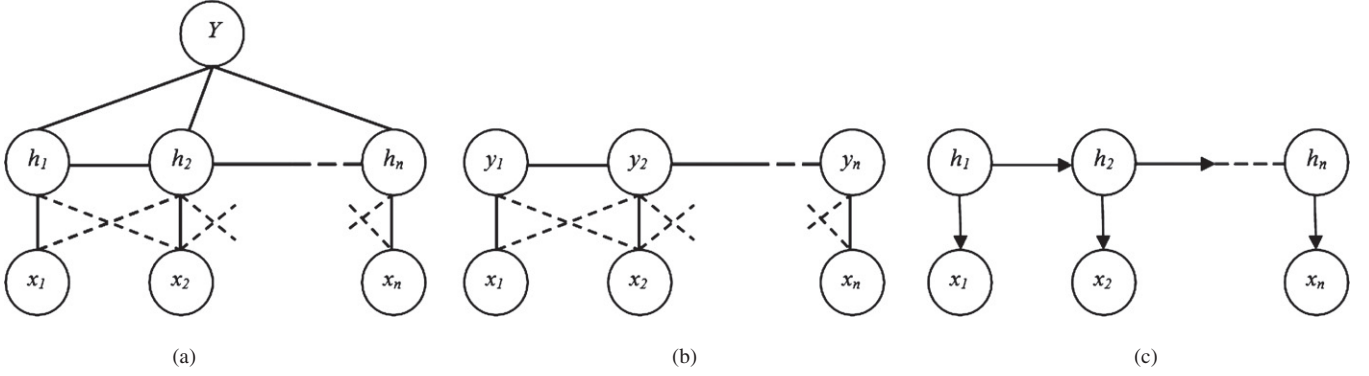 Y
h1 h2 hn y1 y2 yn h1 h2 hn
x1 x2 xn x1 x2 xn x1 x2 xn
(a) (b) (c)